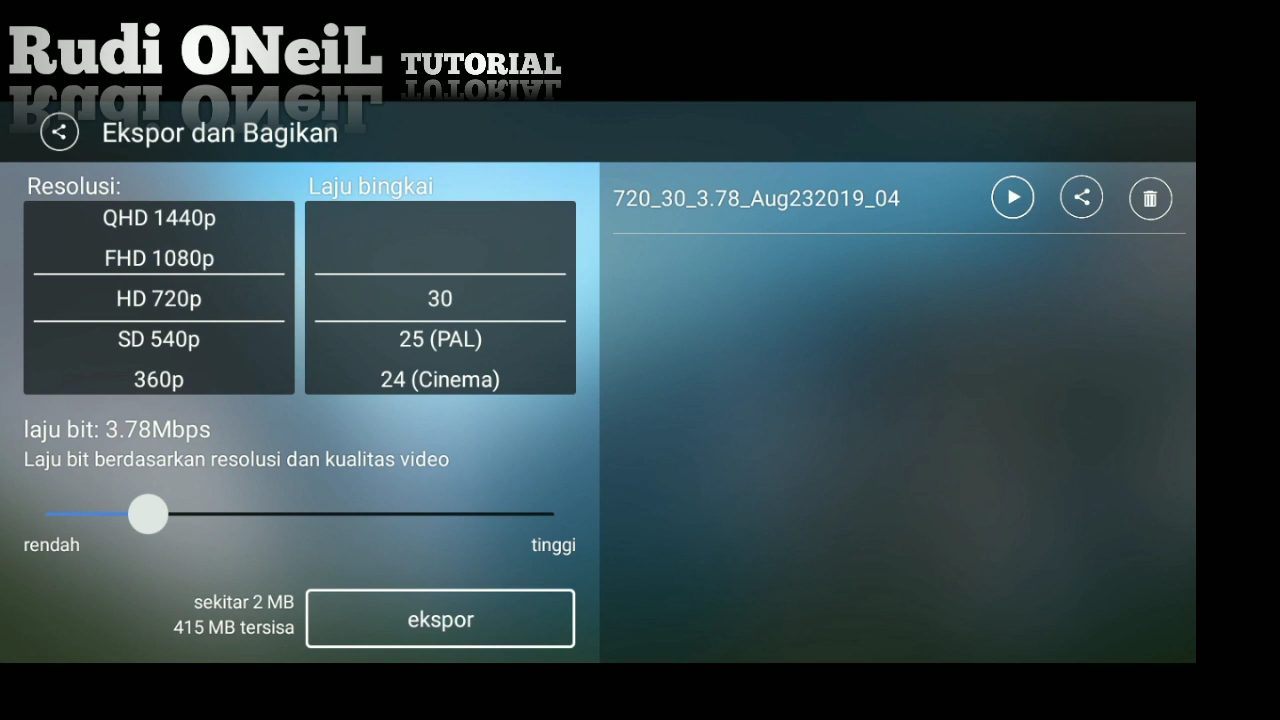 Rudi ONeiL TUTORIAL
Ekspor dan Bagikan
Resolusi:
QHD 1440p
FHD 1080p
HD 720p
SD 540p
360p
Laju bingkai
30
25 (PAL)
24 (Cinema)
laju bit: 3.78Mbps
Laju bit berdasarkan resolusi dan kualitas video
rendah
tinggi
sekitar 2 MB
415 MB tersisa
ekspor
720_30_3.78_Aug232019_04